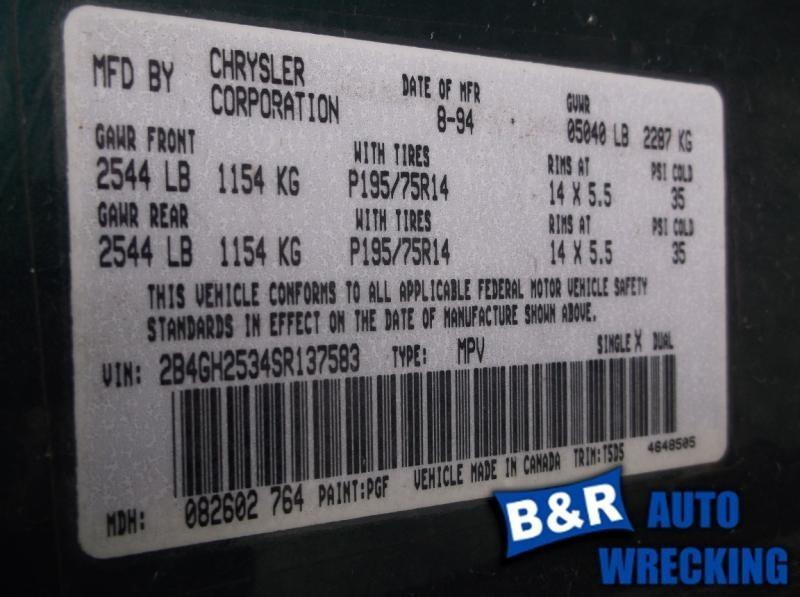 MFD BY CHRYSLER CORPORATION DATE OF MFR 8-94 GVWR 05040 LB 2287 KG
GAWR FRONT WITH TIRES RIMS AT PSI COLD
2544 LB 1154 KG P195/75R14 14 X 5.5 35
GAWR REAR WITH TIRES RIMS AT PSI COLD
2544 LB 1154 KG P195/75R14 14 X 5.5 35
THIS VEHICLE CONFORMS TO ALL APPLICABLE FEDERAL MOTOR VEHICLE SAFETY
STANDARDS IN EFFECT ON THE DATE OF MANUFACTURE SHOWN ABOVE.
VIN: 2B4GH2534SR137583 TYPE: MPV SINGLE X DUAL
MDH: 082602 764 PAINT:PGF VEHICLE MADE IN CANADA TRIM:T5D5 4648505
B&R AUTO
WRECKING